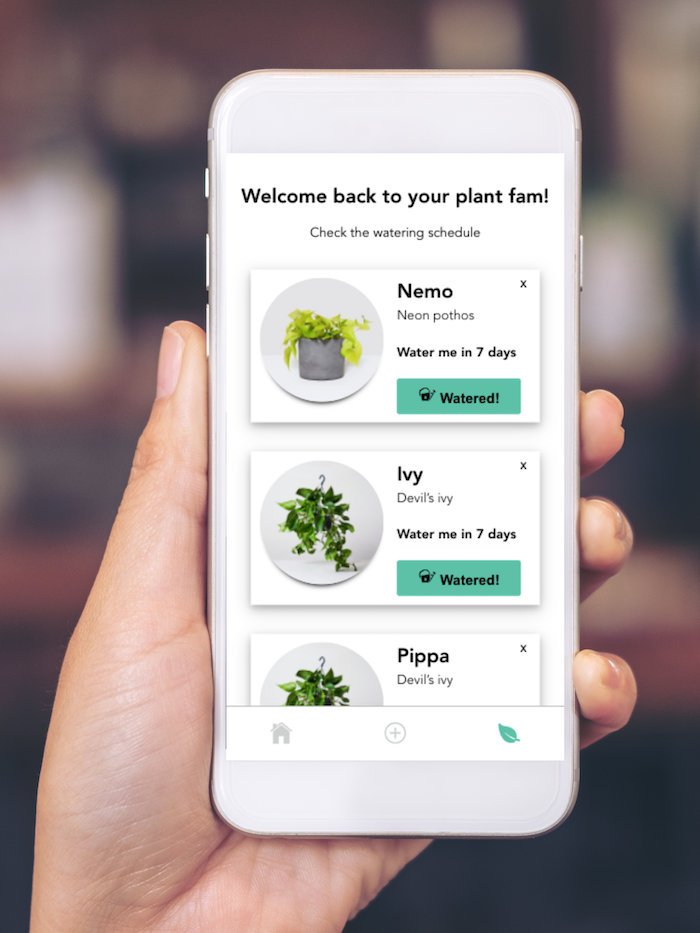 Welcome back to your plant fam!
Check the watering schedule
x
Nemo
Neon pothos
Water me in 7 days
Watered!
x
Ivy
Devil's ivy
Water me in 7 days
Watered!
x
Pippa
Devil's ivy